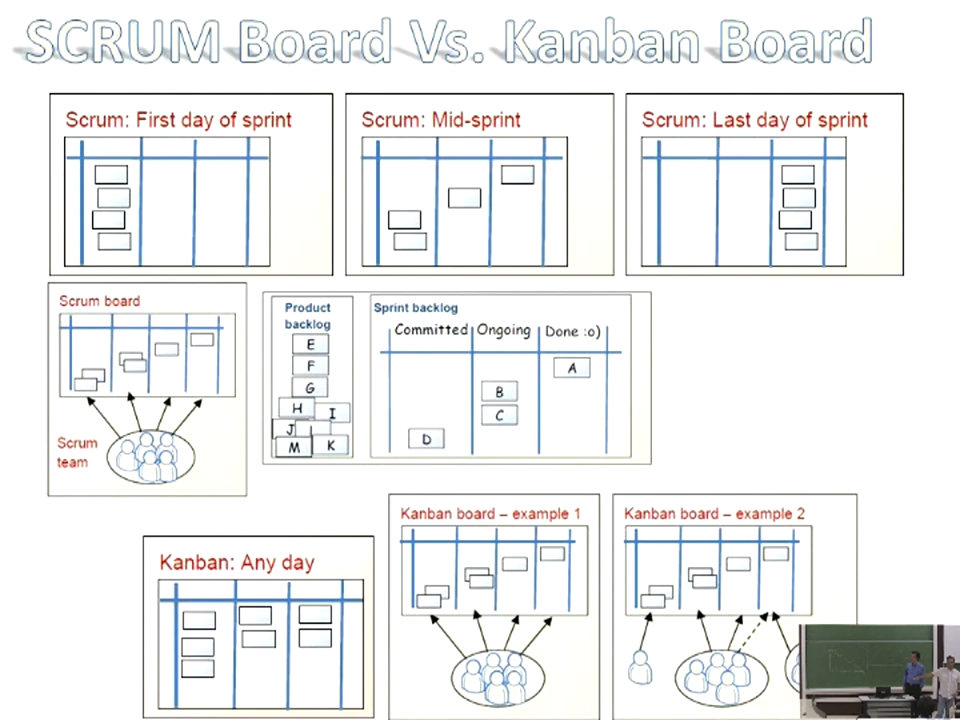 SCRUM Board Vs. Kanban Board
Scrum: First day of sprint
Scrum: Mid-sprint
Scrum: Last day of sprint
Scrum board
Scrum
team
Product
backlog
E
F
G
H
I
J
L
M
K
Sprint backlog
Committed Ongoing Done :o)
A
B
C
D
Kanban: Any day
Kanban board – example 1
Kanban board – example 2